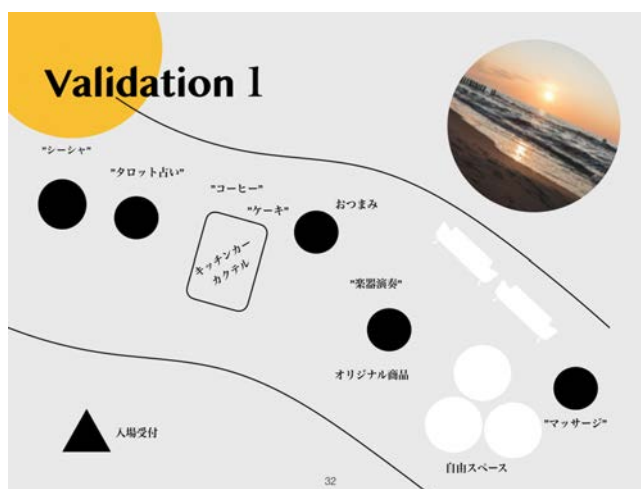 Validation 1
"シーシャ"
"タロット占い"
"コーヒー"
"ケーキ"
おつまみ
キッチンカー
カクテル
"楽器演奏"
オリジナル商品
"マッサージ"
入場受付
自由スペース
32